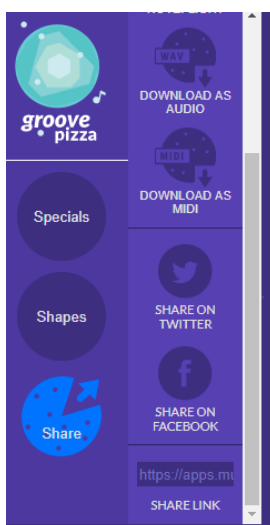 groove
pizza
Specials
Shapes
Share
WAV
DOWNLOAD AS
AUDIO
MIDI
DOWNLOAD AS
MIDI
SHARE ON
TWITTER
SHARE ON
FACEBOOK
https://apps.mu
SHARE LINK